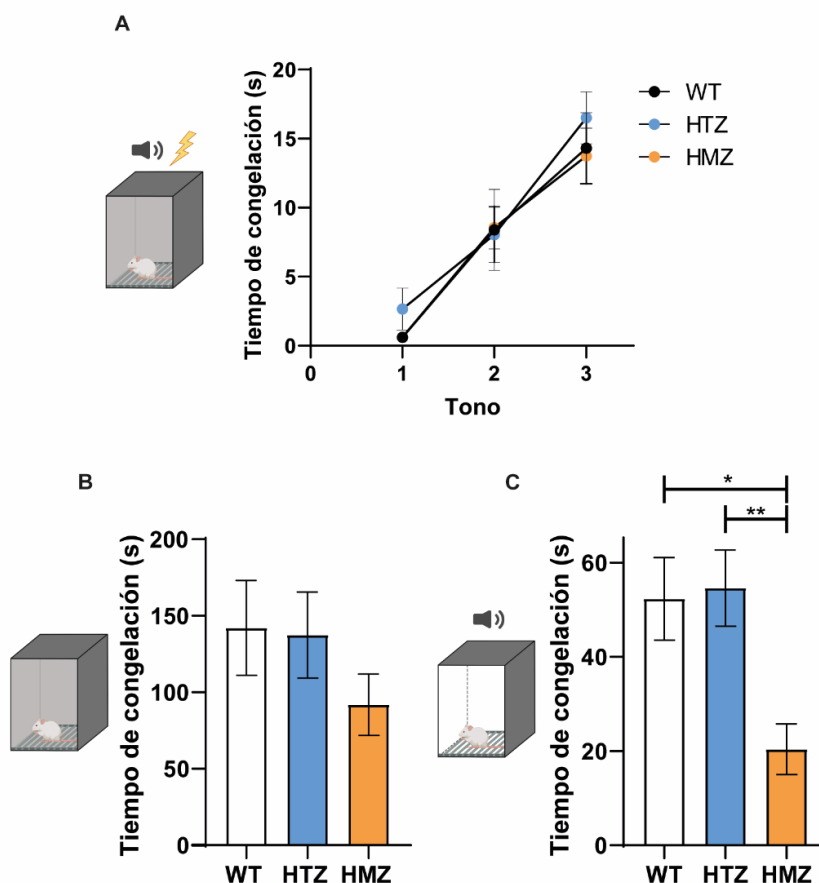 A
Tiempo de congelación (s)
20
15
10
5
0
0 1 2 3
Tono
WT
HTZ
HMZ
B
Tiempo de congelación (s)
200
150
100
50
0
WT HTZ HMZ
C
* 
**
Tiempo de congelación (s)
60
40
20
0
WT HTZ HMZ